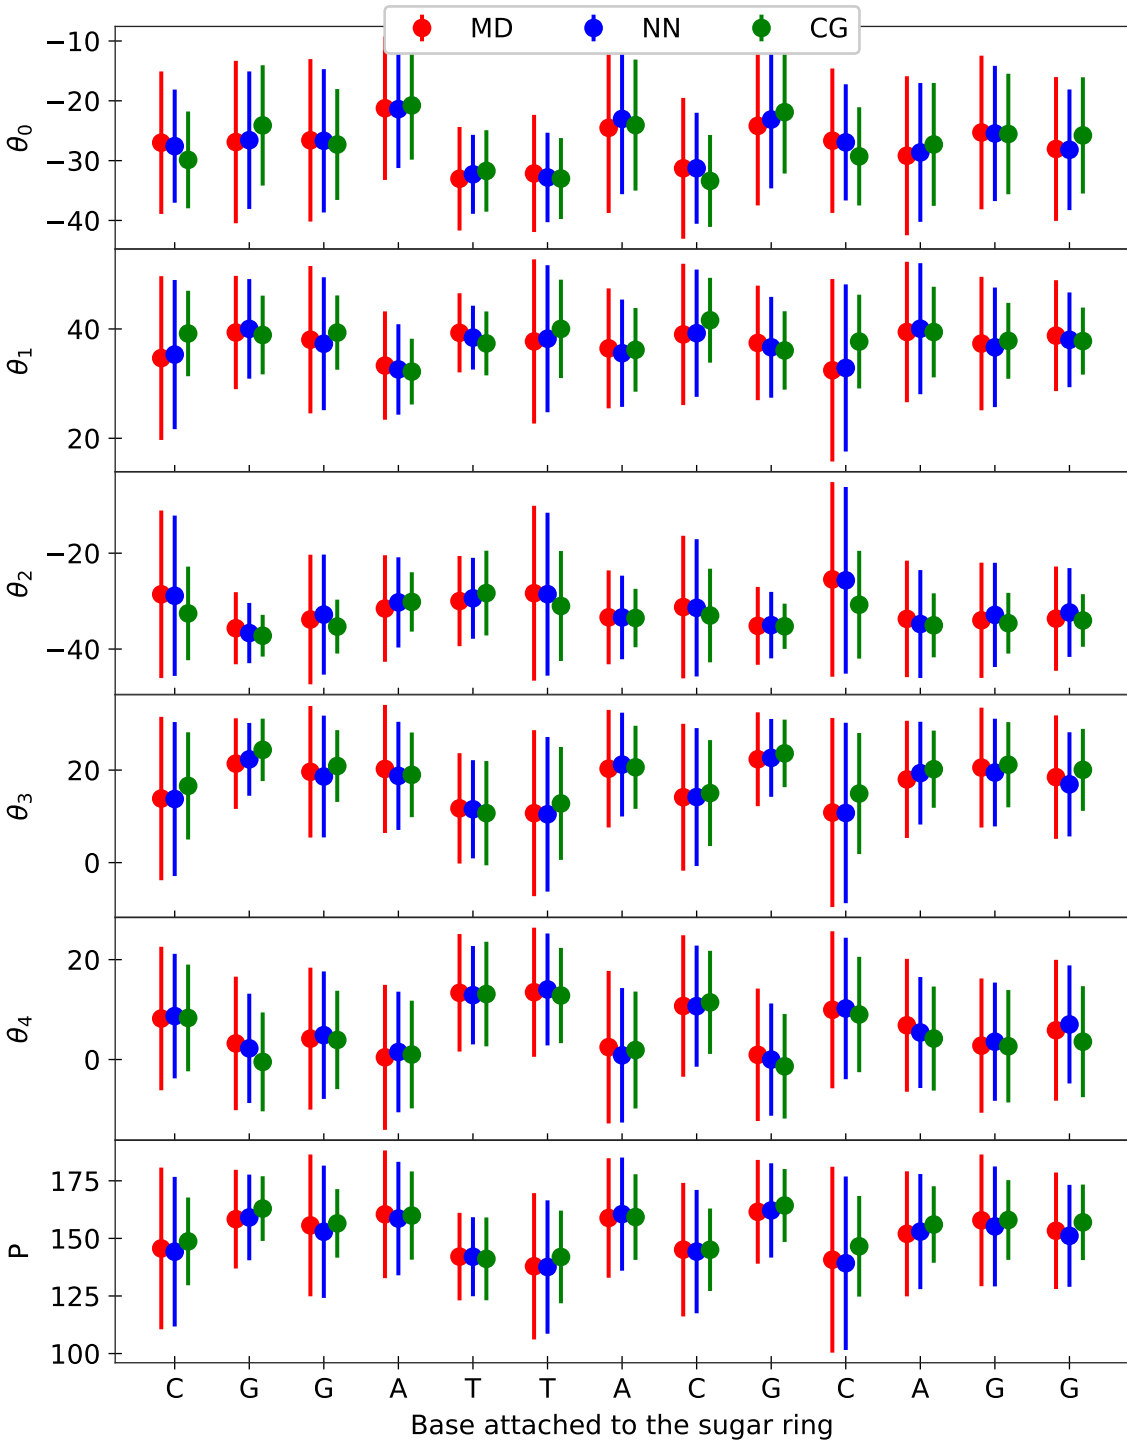 MD NN CG
−10
−20
−30
−40
θ0
40
20
θ1
−20
−40
θ2
20
0
θ3
20
0
θ4
175
150
125
100
P
C G G A T T A C G C A G G
Base attached to the sugar ring